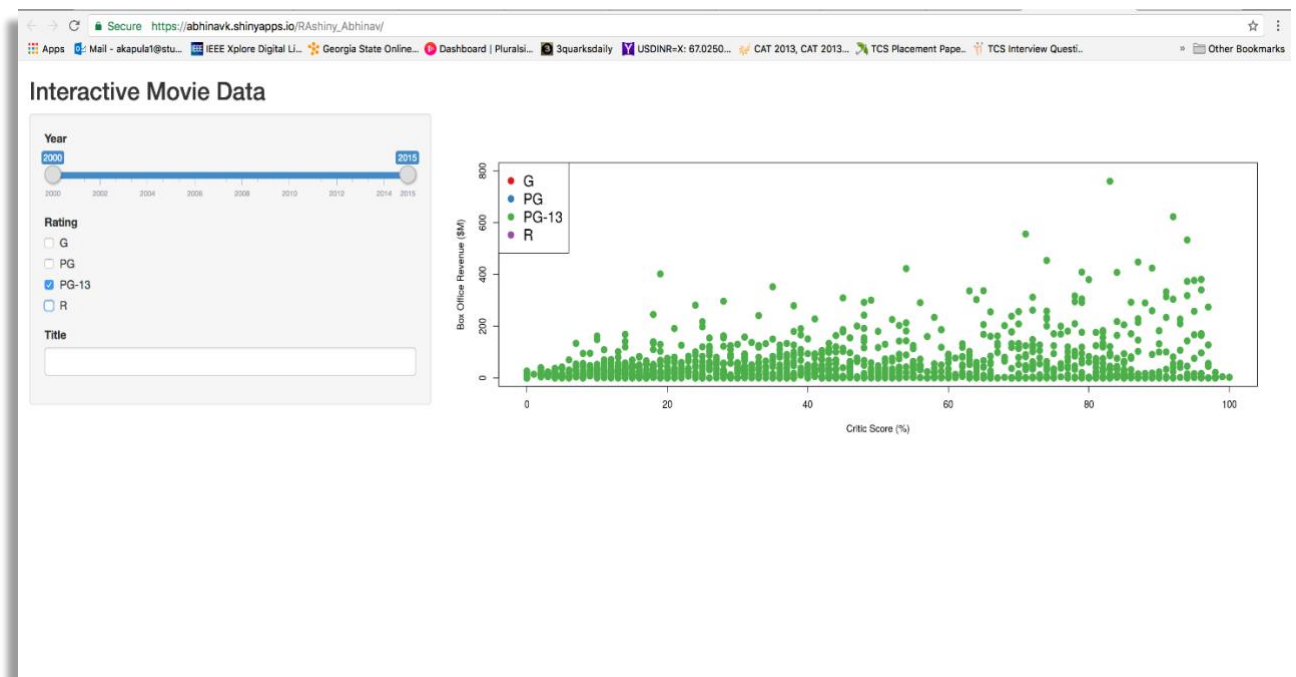 Secure https://abhinavk.shinyapps.io/RAshiny_Abhinav/
Apps Mail - akapula1@stu... IEEE Xplore Digital Li... Georgia State Online... Dashboard | Pluralsi... 3quarksdaily USDINR=X: 67.0250... CAT 2013, CAT 2013... TCS Placement Pape... TCS Interview Questi.. » Other Bookmarks
Interactive Movie Data
Year
2000 2015
2000 2002 2004 2006 2008 2010 2012 2014 2015
Rating
G
PG
PG-13
R
Title
G
PG
PG-13
R
Box Office Revenue ($M)
800
600
400
200
0
0 20 40 60 80 100
Critic Score (%)